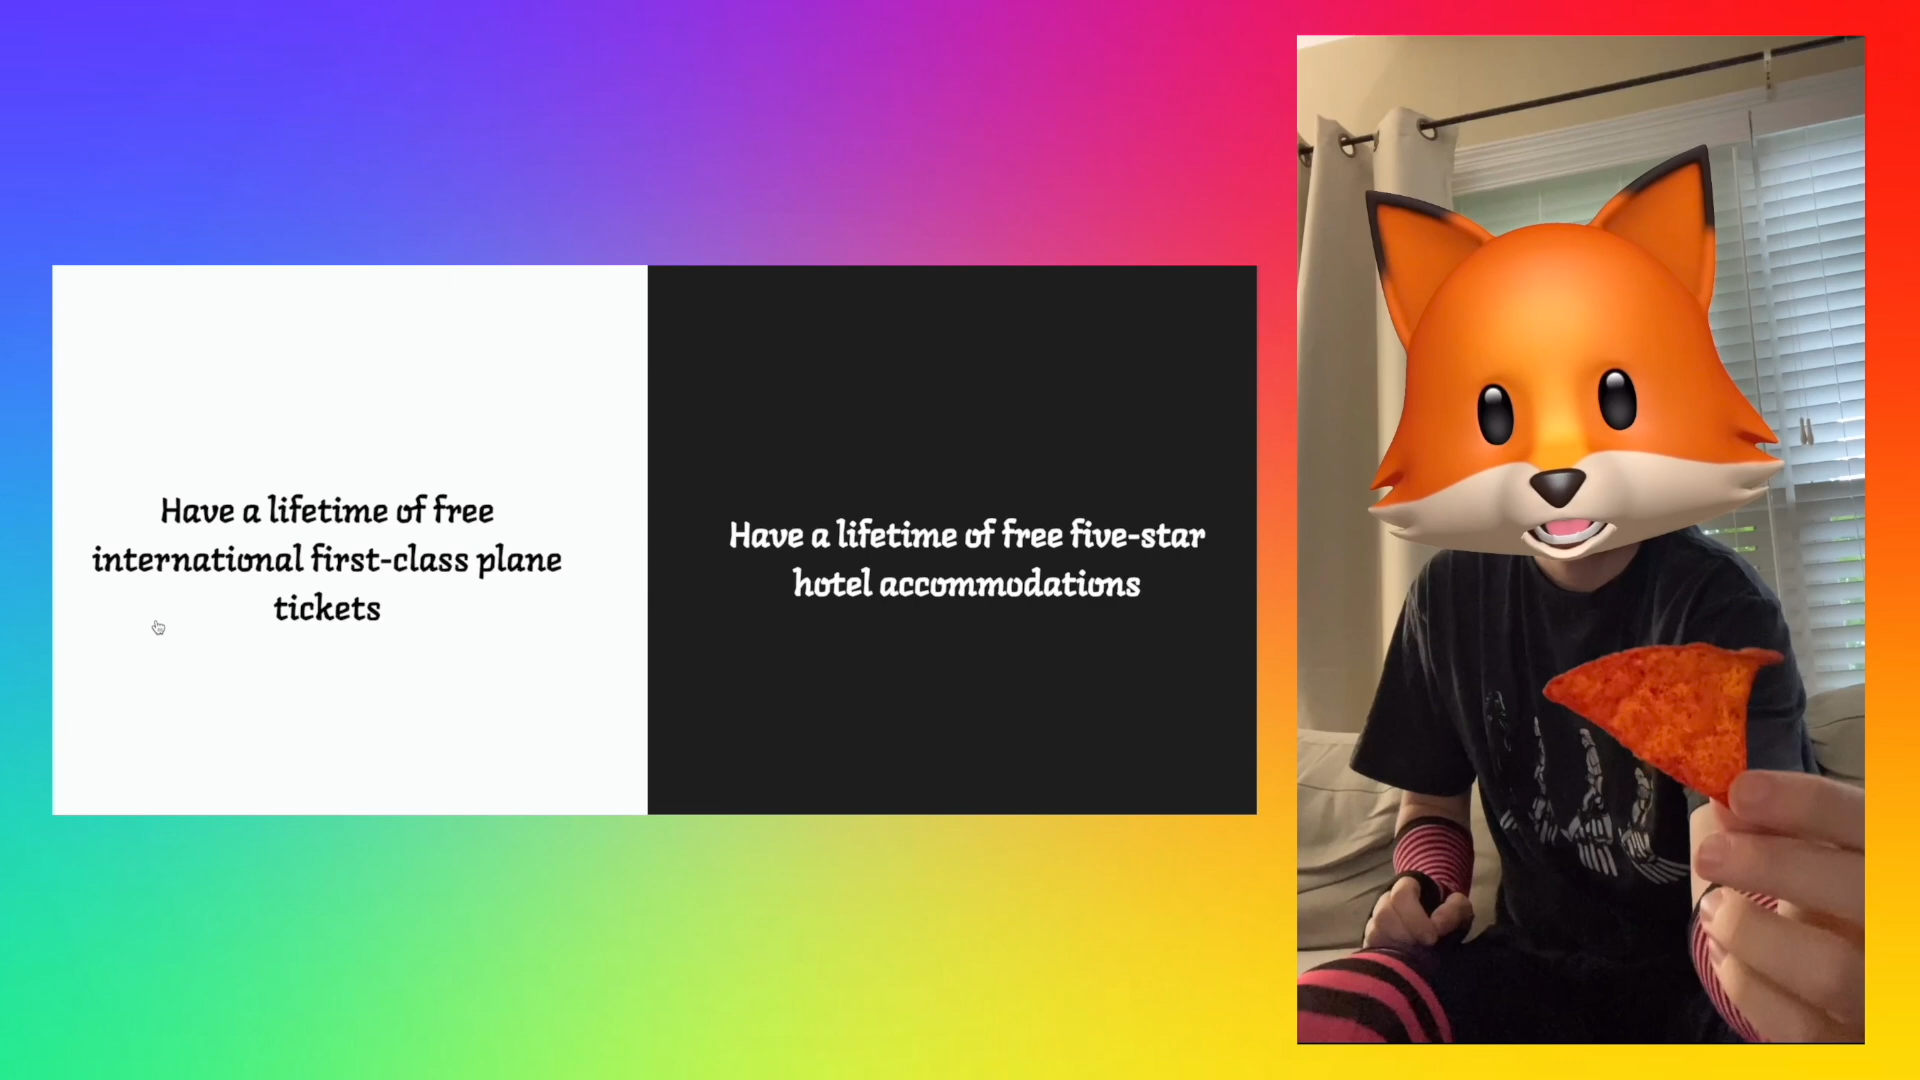 Have a lifetime of free
international first-class plane
tickets
Have a lifetime of free five-star
hotel accommodations